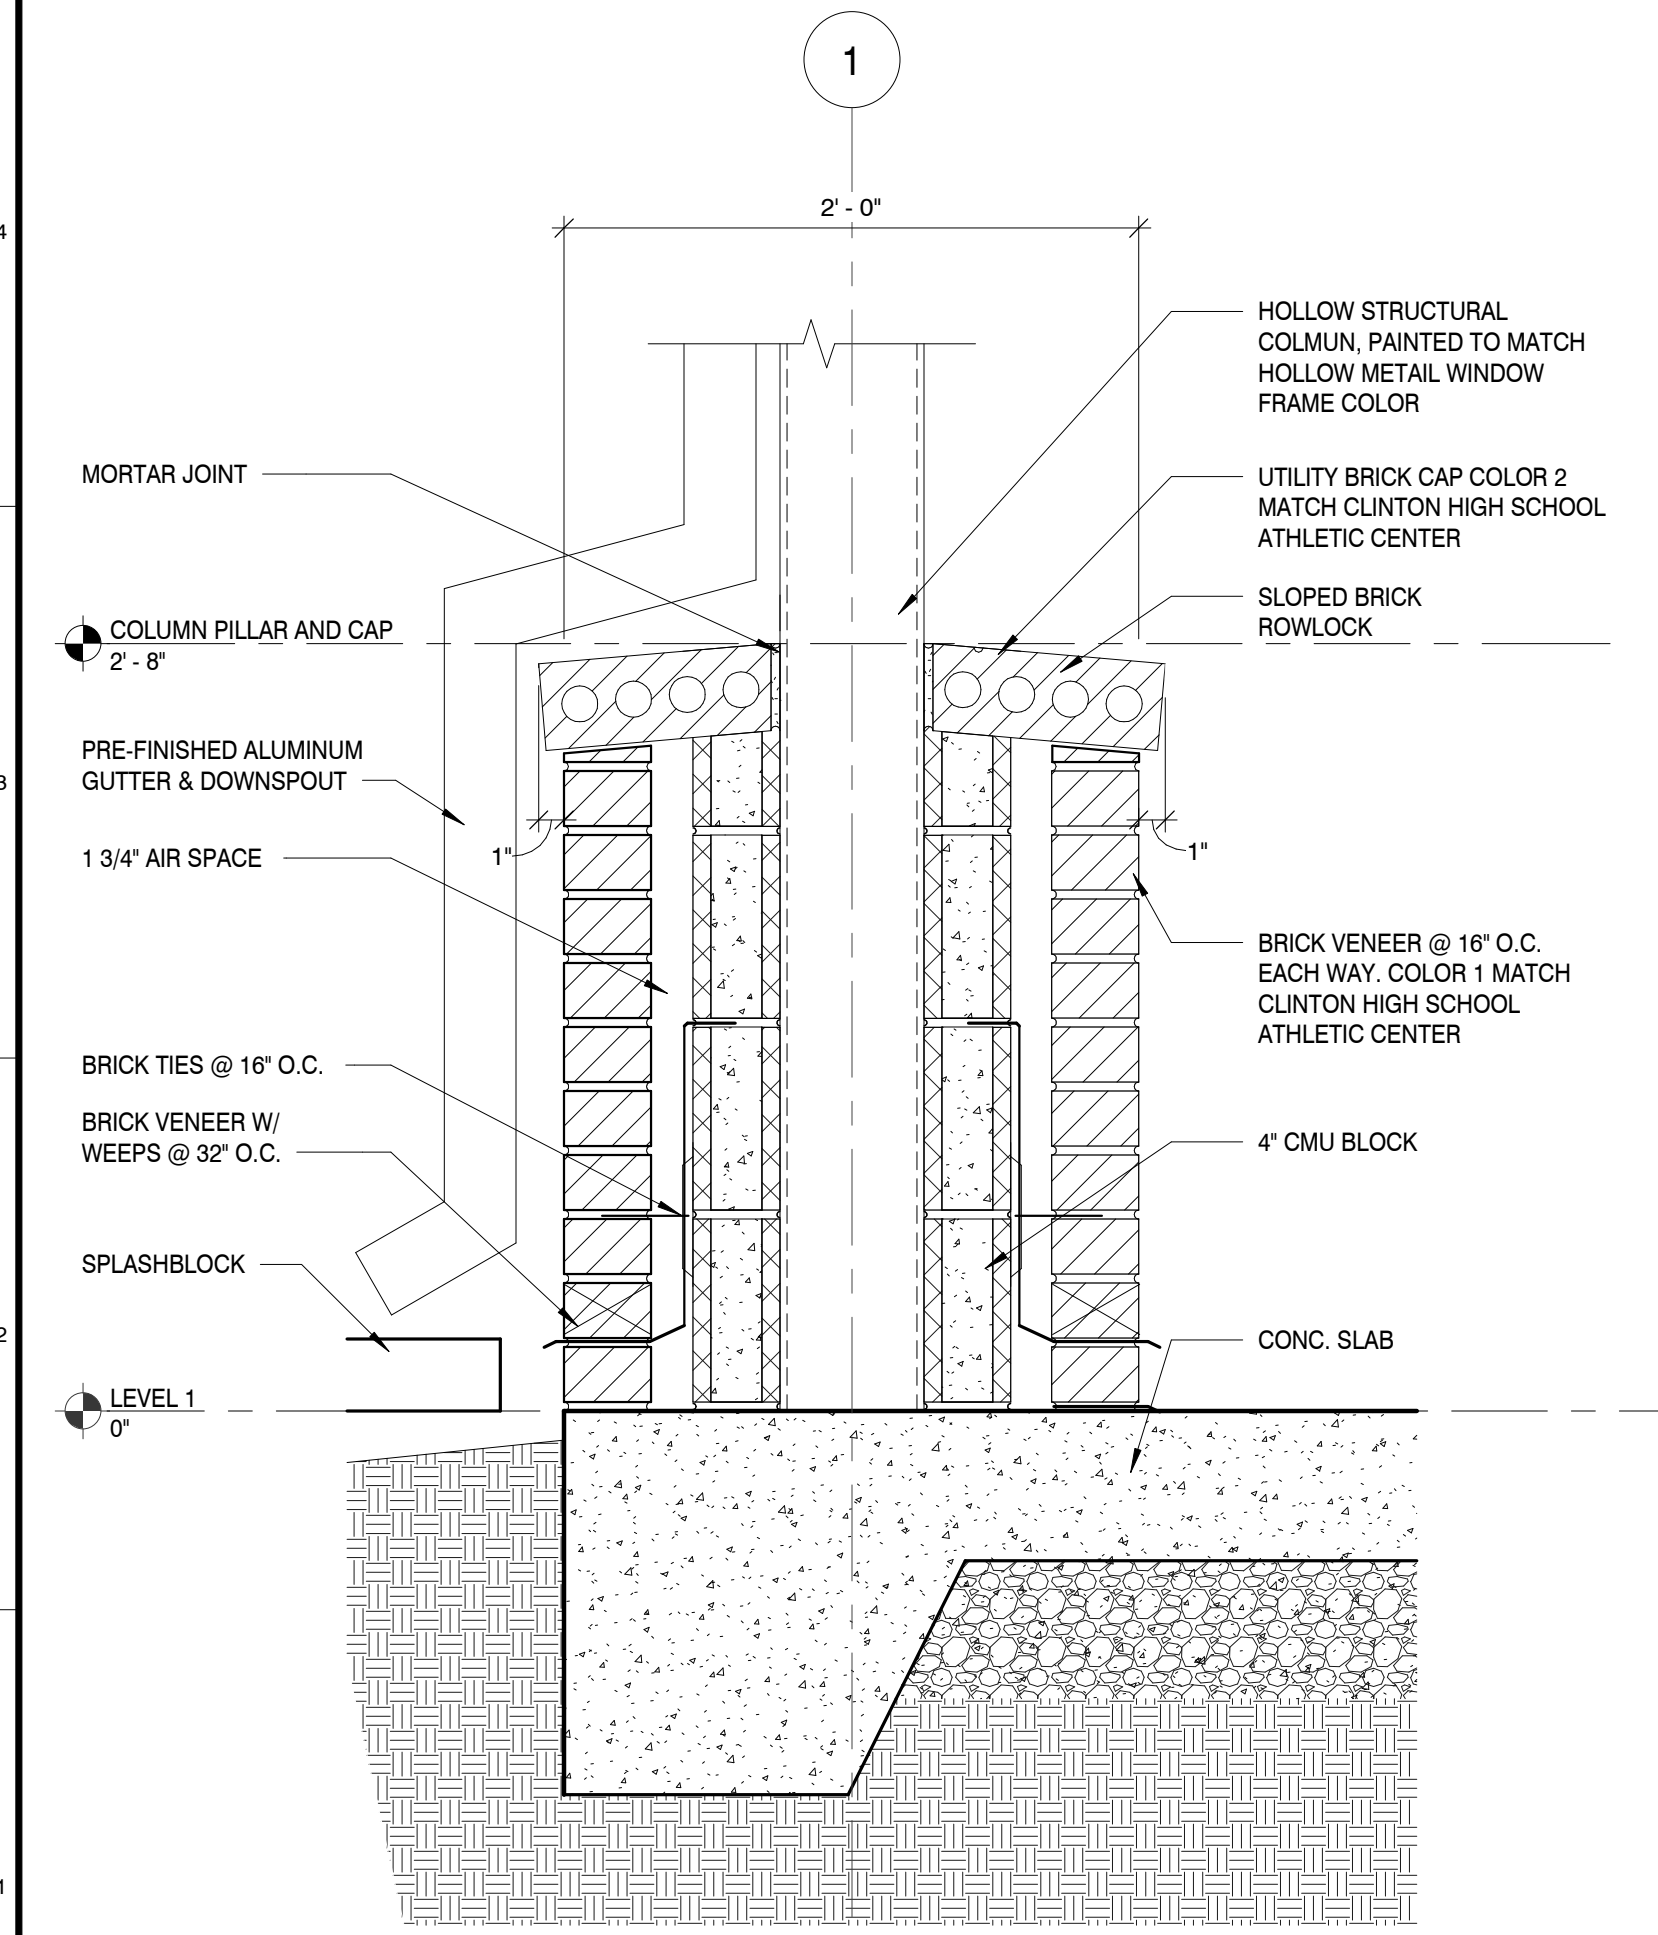 1
2' - 0"
4
HOLLOW STRUCTURAL
COLMUN, PAINTED TO MATCH
HOLLOW METAIL WINDOW
FRAME COLOR
MORTAR JOINT
UTILITY BRICK CAP COLOR 2
MATCH CLINTON HIGH SCHOOL
ATHLETIC CENTER
SLOPED BRICK
ROWLOCK
COLUMN PILLAR AND CAP
2' - 8"
PRE-FINISHED ALUMINUM
GUTTER & DOWNSPOUT
3
1"
1"
1 3/4" AIR SPACE
BRICK VENEER @ 16" O.C.
EACH WAY. COLOR 1 MATCH
CLINTON HIGH SCHOOL
ATHLETIC CENTER
BRICK TIES @ 16" O.C.
BRICK VENEER W/
WEEPS @ 32" O.C.
4" CMU BLOCK
SPLASHBLOCK
2
CONC. SLAB
LEVEL 1
0"
1